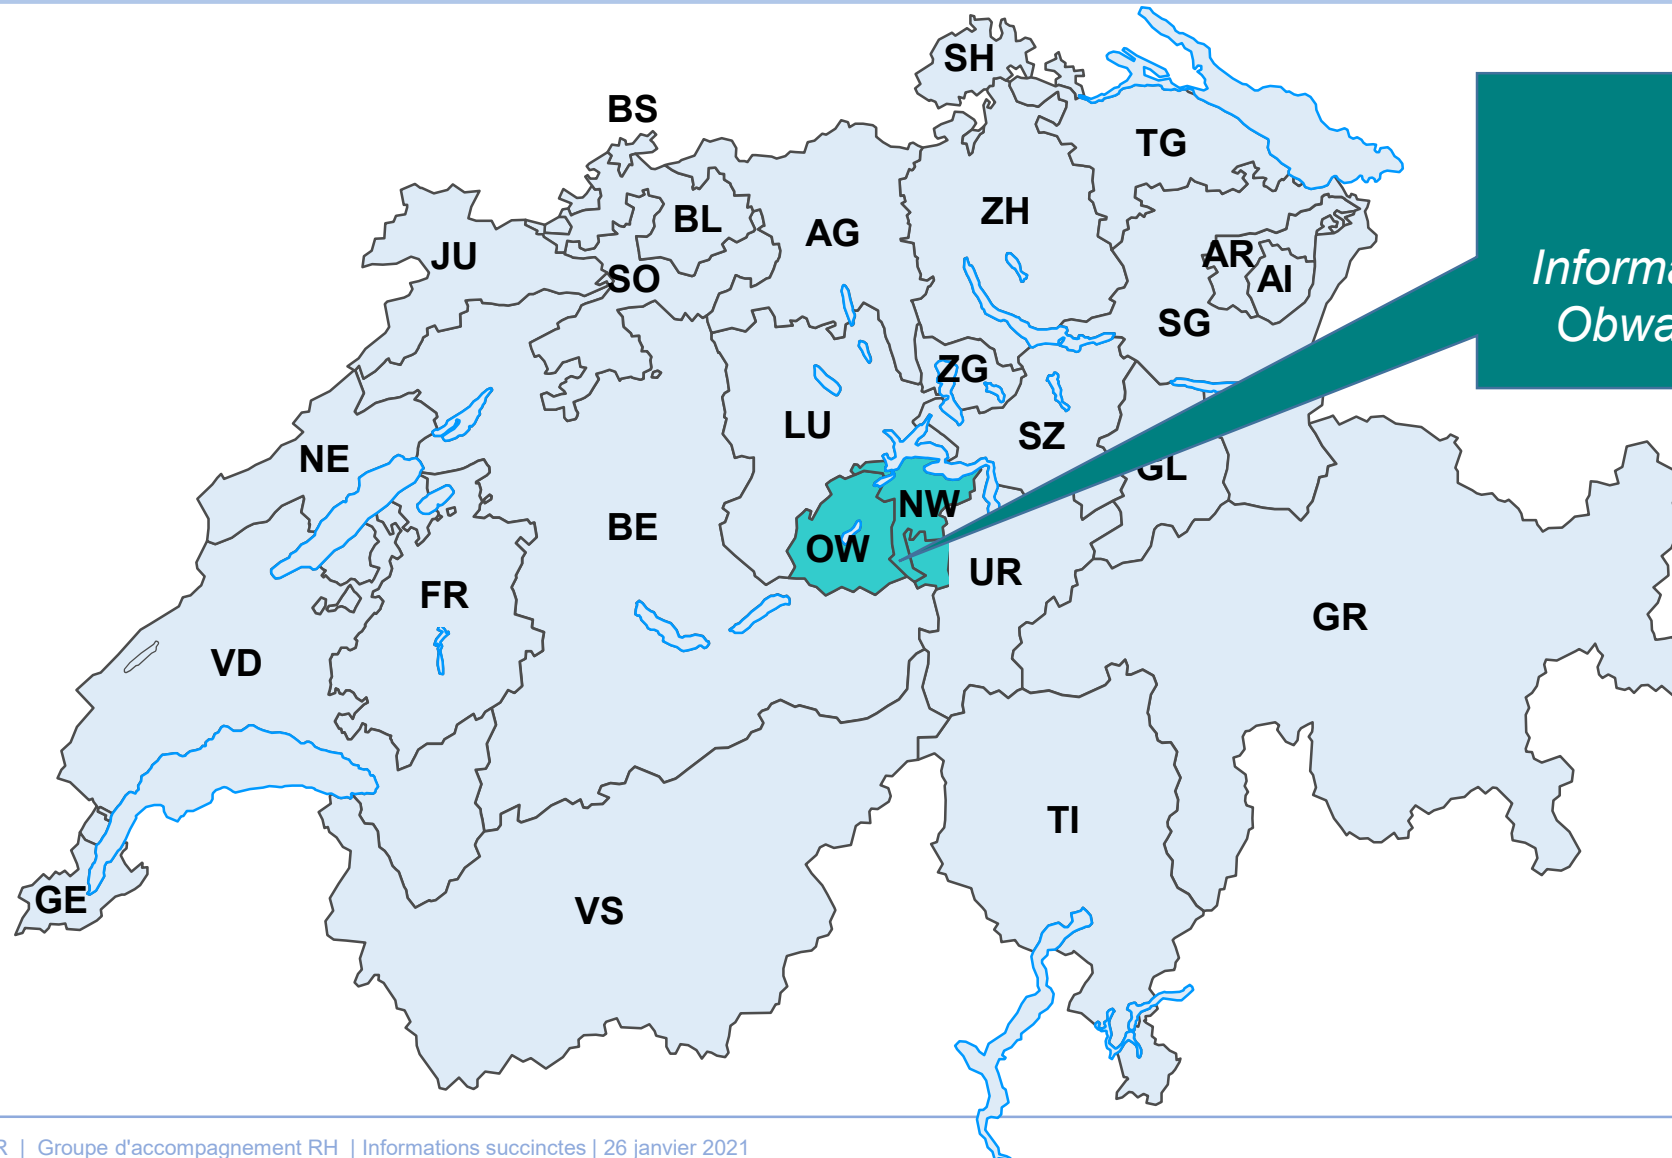 SH
BS
TG
ZH
BL
AG
JU
AR
SO
AI
Informa
Obwa
SG
ZG
LU
SZ
NE
GL
NW
BE
OW
UR
FR
GR
VD
TI
GE
VS
R | Groupe d'accompagnement RH | Informations succinctes | 26 janvier 2021